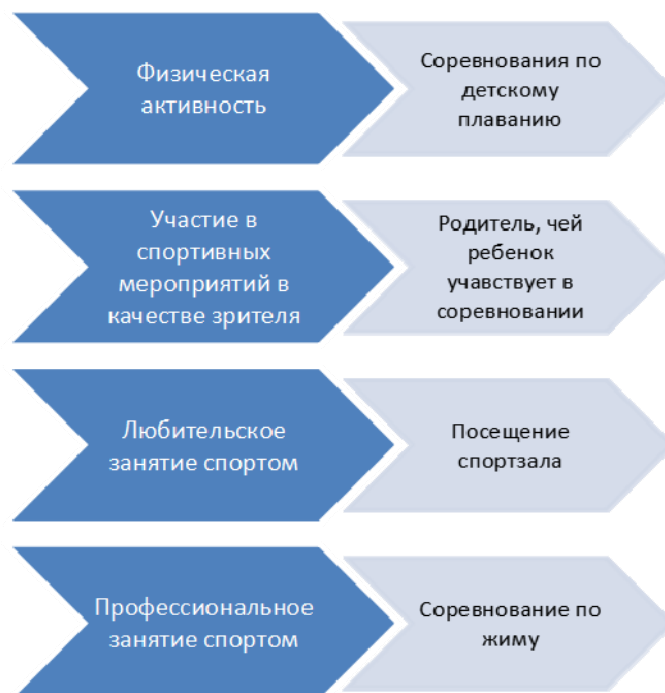 Физическая
активность
Соревнования по
детскому
плаванию
Участие в
спортивных
мероприятий в
качестве зрителя
Родитель, чей
ребенок
учавствует в
соревновании
Любительское
занятие спортом
Посещение
спортзала
Профессиональное
занятие спортом
Соревнование по
жиму